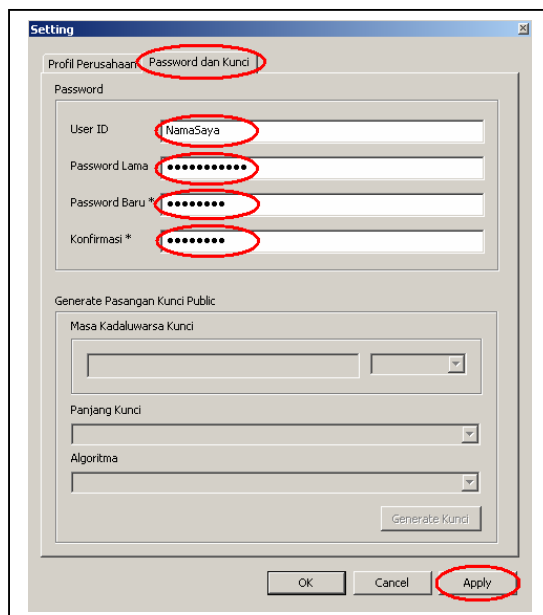 Setting
Profil Perusahaan Password dan Kunci
Password
User ID NamaSaya
Password Lama •••••••••••
Password Baru * ••••••••
Konfirmasi * ••••••••
Generate Pasangan Kunci Public
Masa Kadaluwarsa Kunci
Panjang Kunci
Algoritma
Generate Kunci
OK Cancel Apply